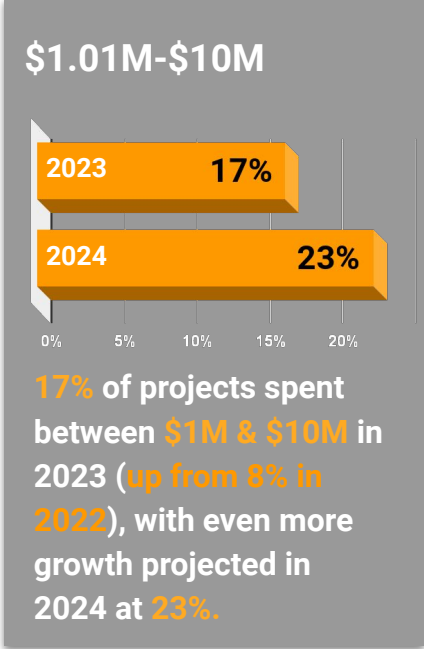 $1.01M-$10M
2023
17%
2024
23%
0% 5% 10% 15% 20%
17% of projects spent
between $1M & $10M in
2023 (up from 8% in
2022), with even more
growth projected in
2024 at 23%.